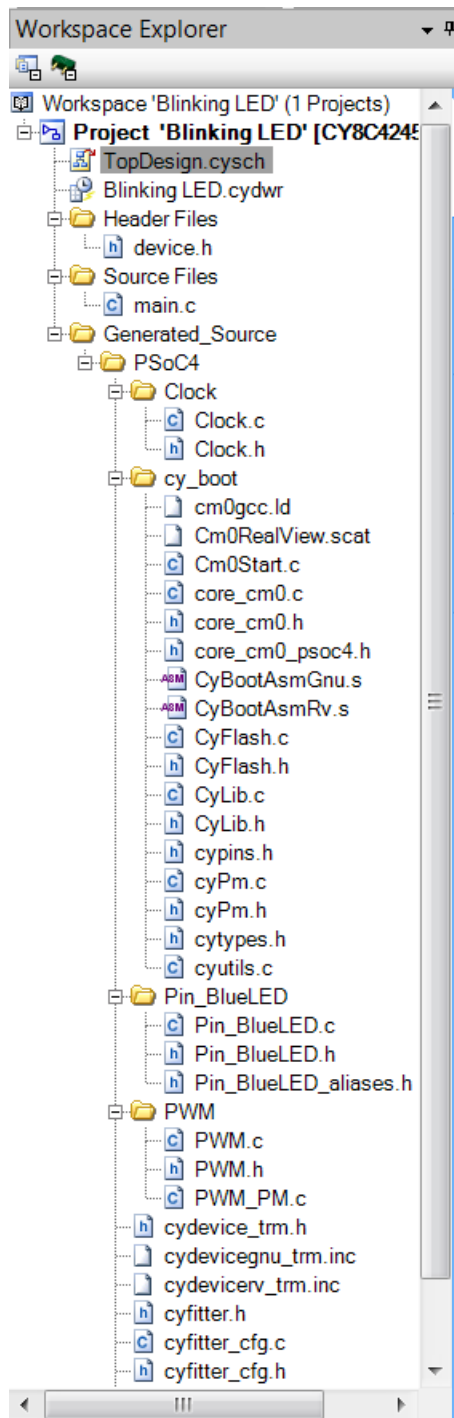 Workspace Explorer
Workspace 'Blinking LED' (1 Projects)
Project 'Blinking LED' [CY8C4245
TopDesign.cysch
Blinking LED.cydwr
Header Files
device.h
Source Files
main.c
Generated_Source
PSoC4
Clock
Clock.c
Clock.h
cy_boot
cm0gcc.ld
Cm0RealView.scat
Cm0Start.c
core_cm0.c
core_cm0.h
core_cm0_psoc4.h
CyBootAsmGnu.s
CyBootAsmRv.s
CyFlash.c
CyFlash.h
CyLib.c
CyLib.h
cypins.h
cyPm.c
cyPm.h
cytypes.h
cyutils.c
Pin_BlueLED
Pin_BlueLED.c
Pin_BlueLED.h
Pin_BlueLED_aliases.h
PWM
PWM.c
PWM.h
PWM_PM.c
cydevice_trm.h
cydevicegnu_trm.inc
cydevicerv_trm.inc
cyfitter.h
cyfitter_cfg.c
cyfitter_cfg.h